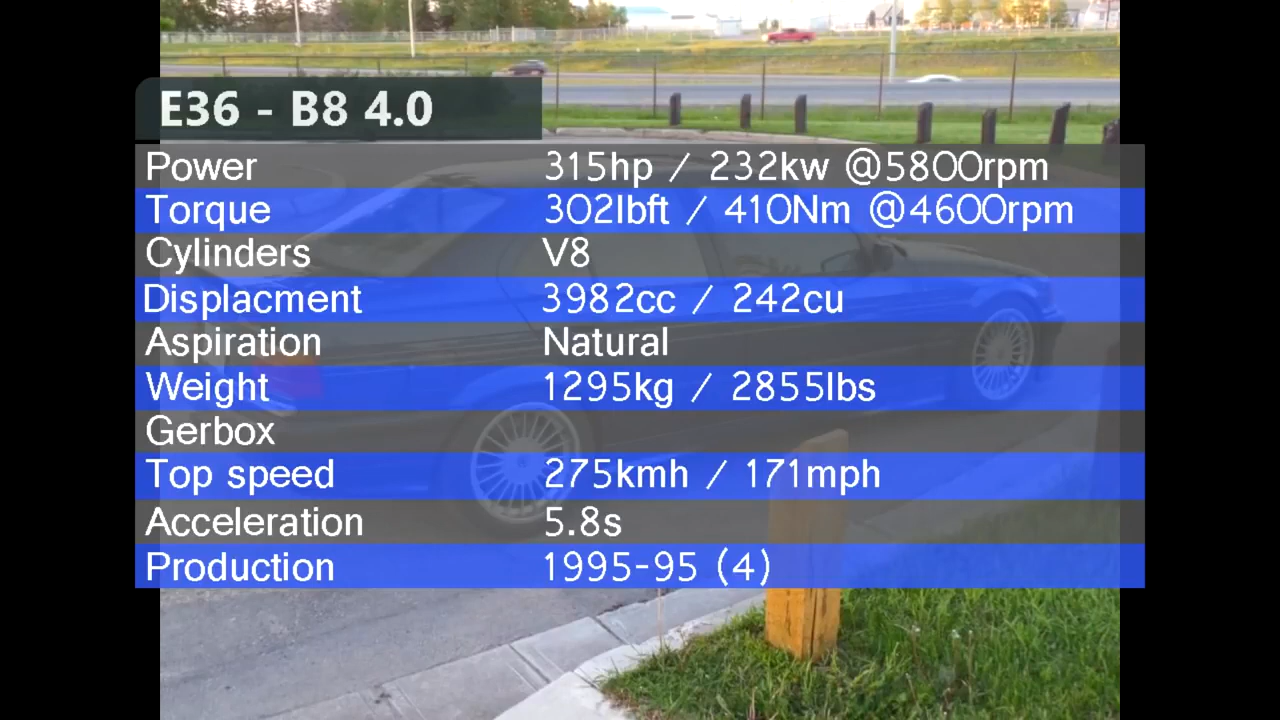 E36 - B8 4.0
Power 315hp / 232kw @5800rpm
Torque 302lbft / 410Nm @4600rpm
Cylinders V8
Displacment 3982cc / 242cu
Aspiration Natural
Weight 1295kg / 2855lbs
Gerbox
Top speed 275kmh / 171mph
Acceleration 5.8s
Production 1995-95 (4)